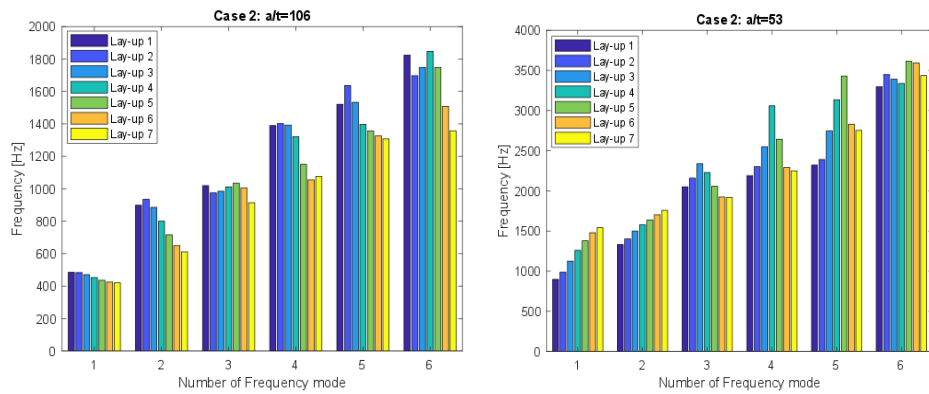 Case 2: a/t=106
2000
1800
1600
1400
1200
1000
800
600
400
200
0
Frequency [Hz]
Lay-up 1
Lay-up 2
Lay-up 3
Lay-up 4
Lay-up 5
Lay-up 6
Lay-up 7
1 2 3 4 5 6
Number of Frequency mode
Case 2: a/t=53
4000
3500
3000
2500
2000
1500
1000
500
0
Frequency [Hz]
Lay-up 1
Lay-up 2
Lay-up 3
Lay-up 4
Lay-up 5
Lay-up 6
Lay-up 7
1 2 3 4 5 6
Number of Frequency mode